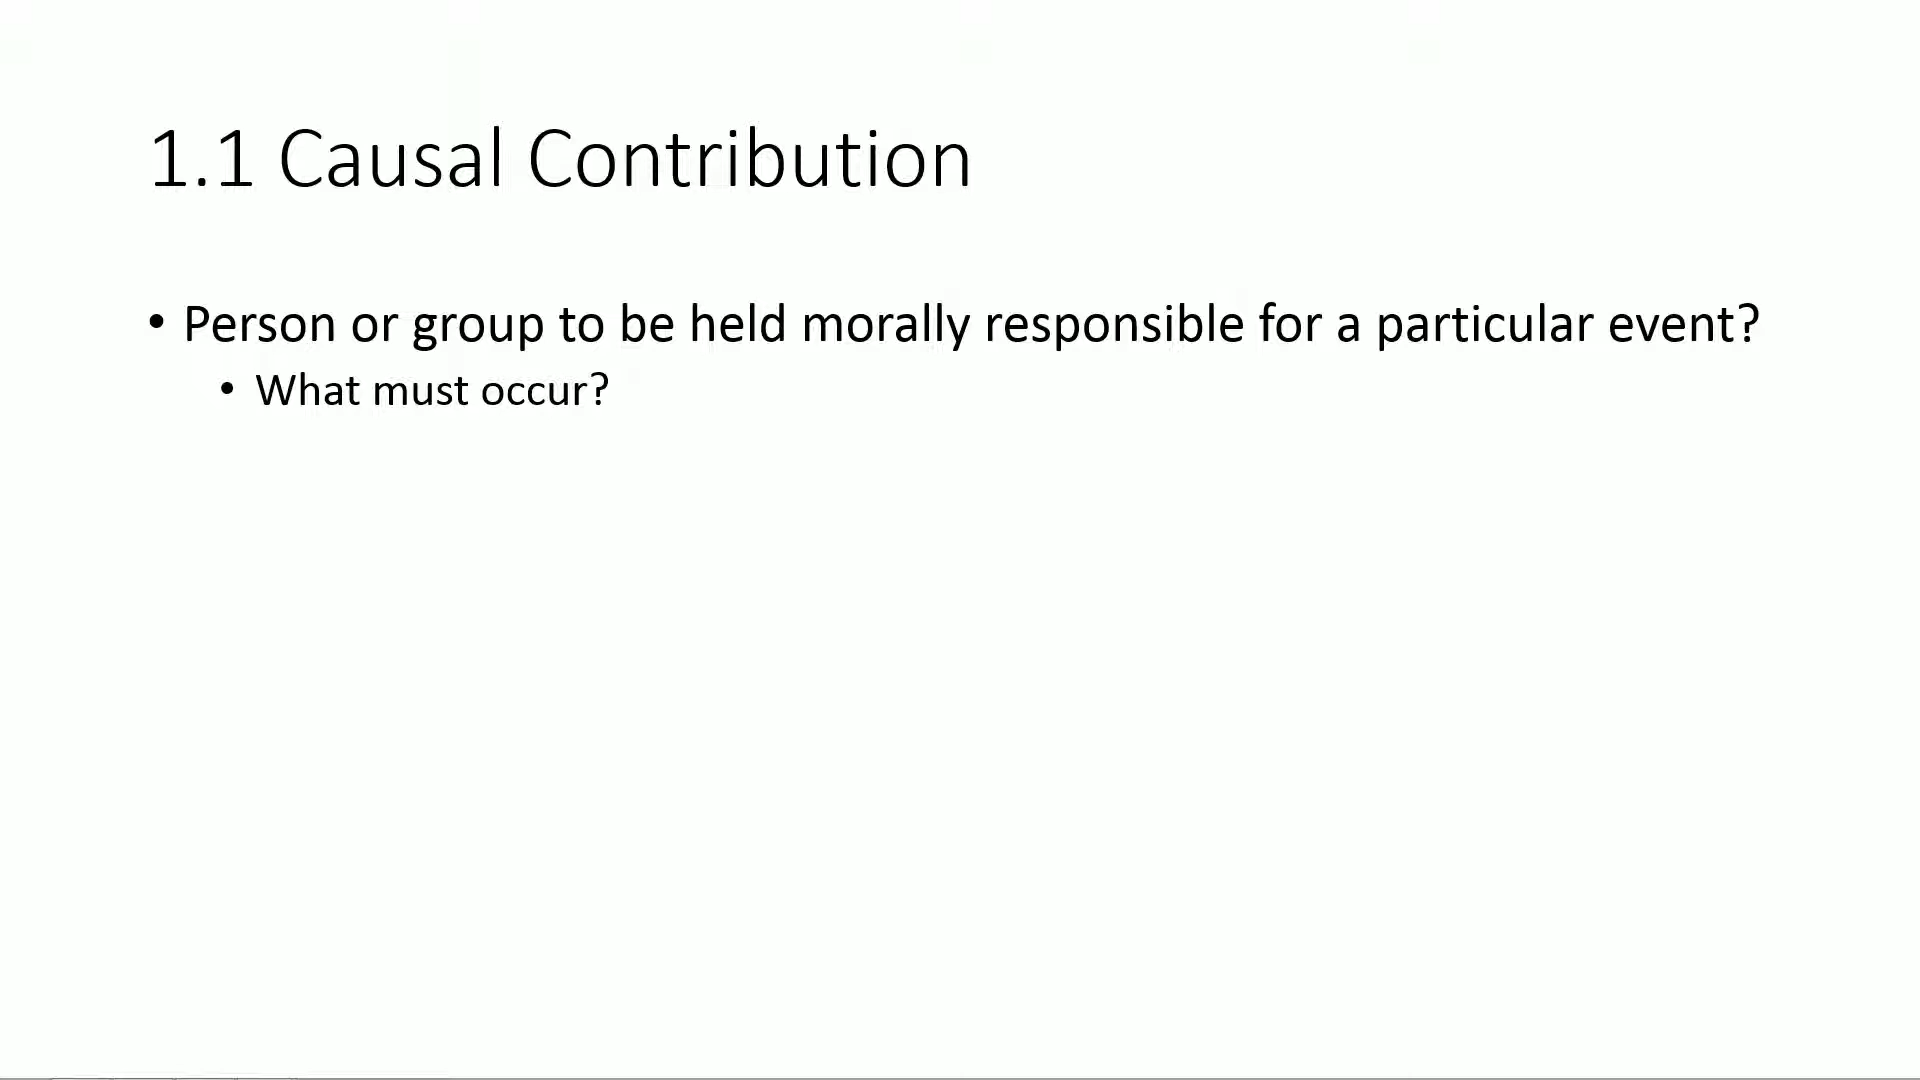 1.1 Causal Contribution
• Person or group to be held morally responsible for a particular event?
• What must occur?